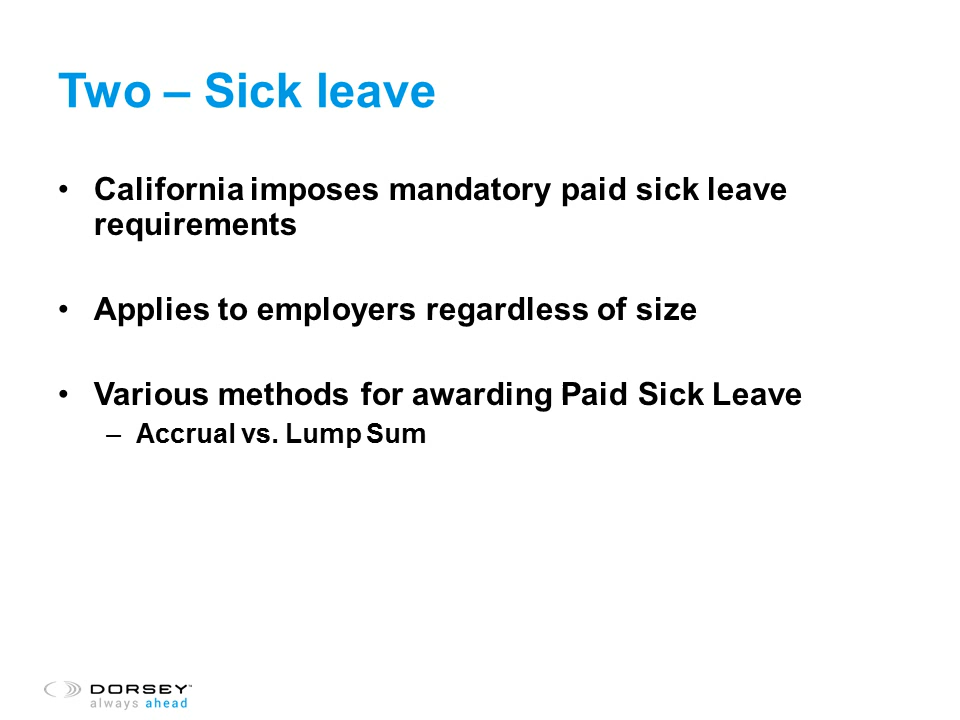 Two – Sick leave
• California imposes mandatory paid sick leave
requirements
• Applies to employers regardless of size
• Various methods for awarding Paid Sick Leave
– Accrual vs. Lump Sum
DORSEY™
always ahead